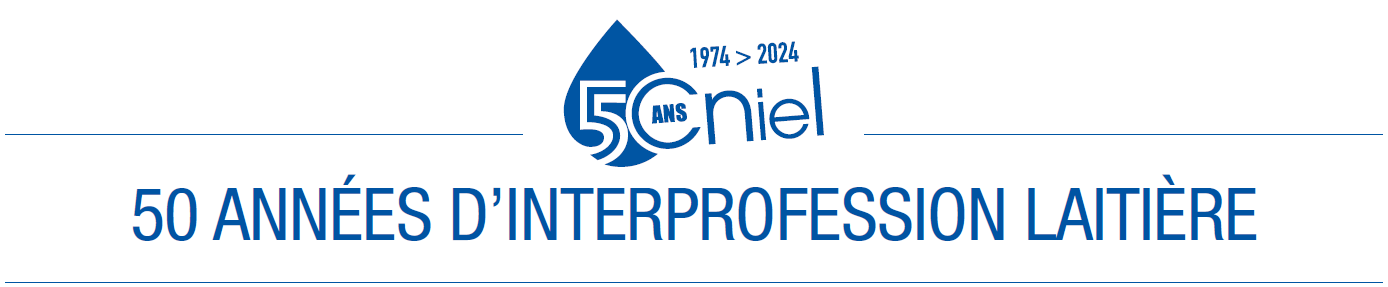 1974 > 2024
50 ANS Cniel
50 ANNÉES D’INTERPROFESSION LAITIÈRE